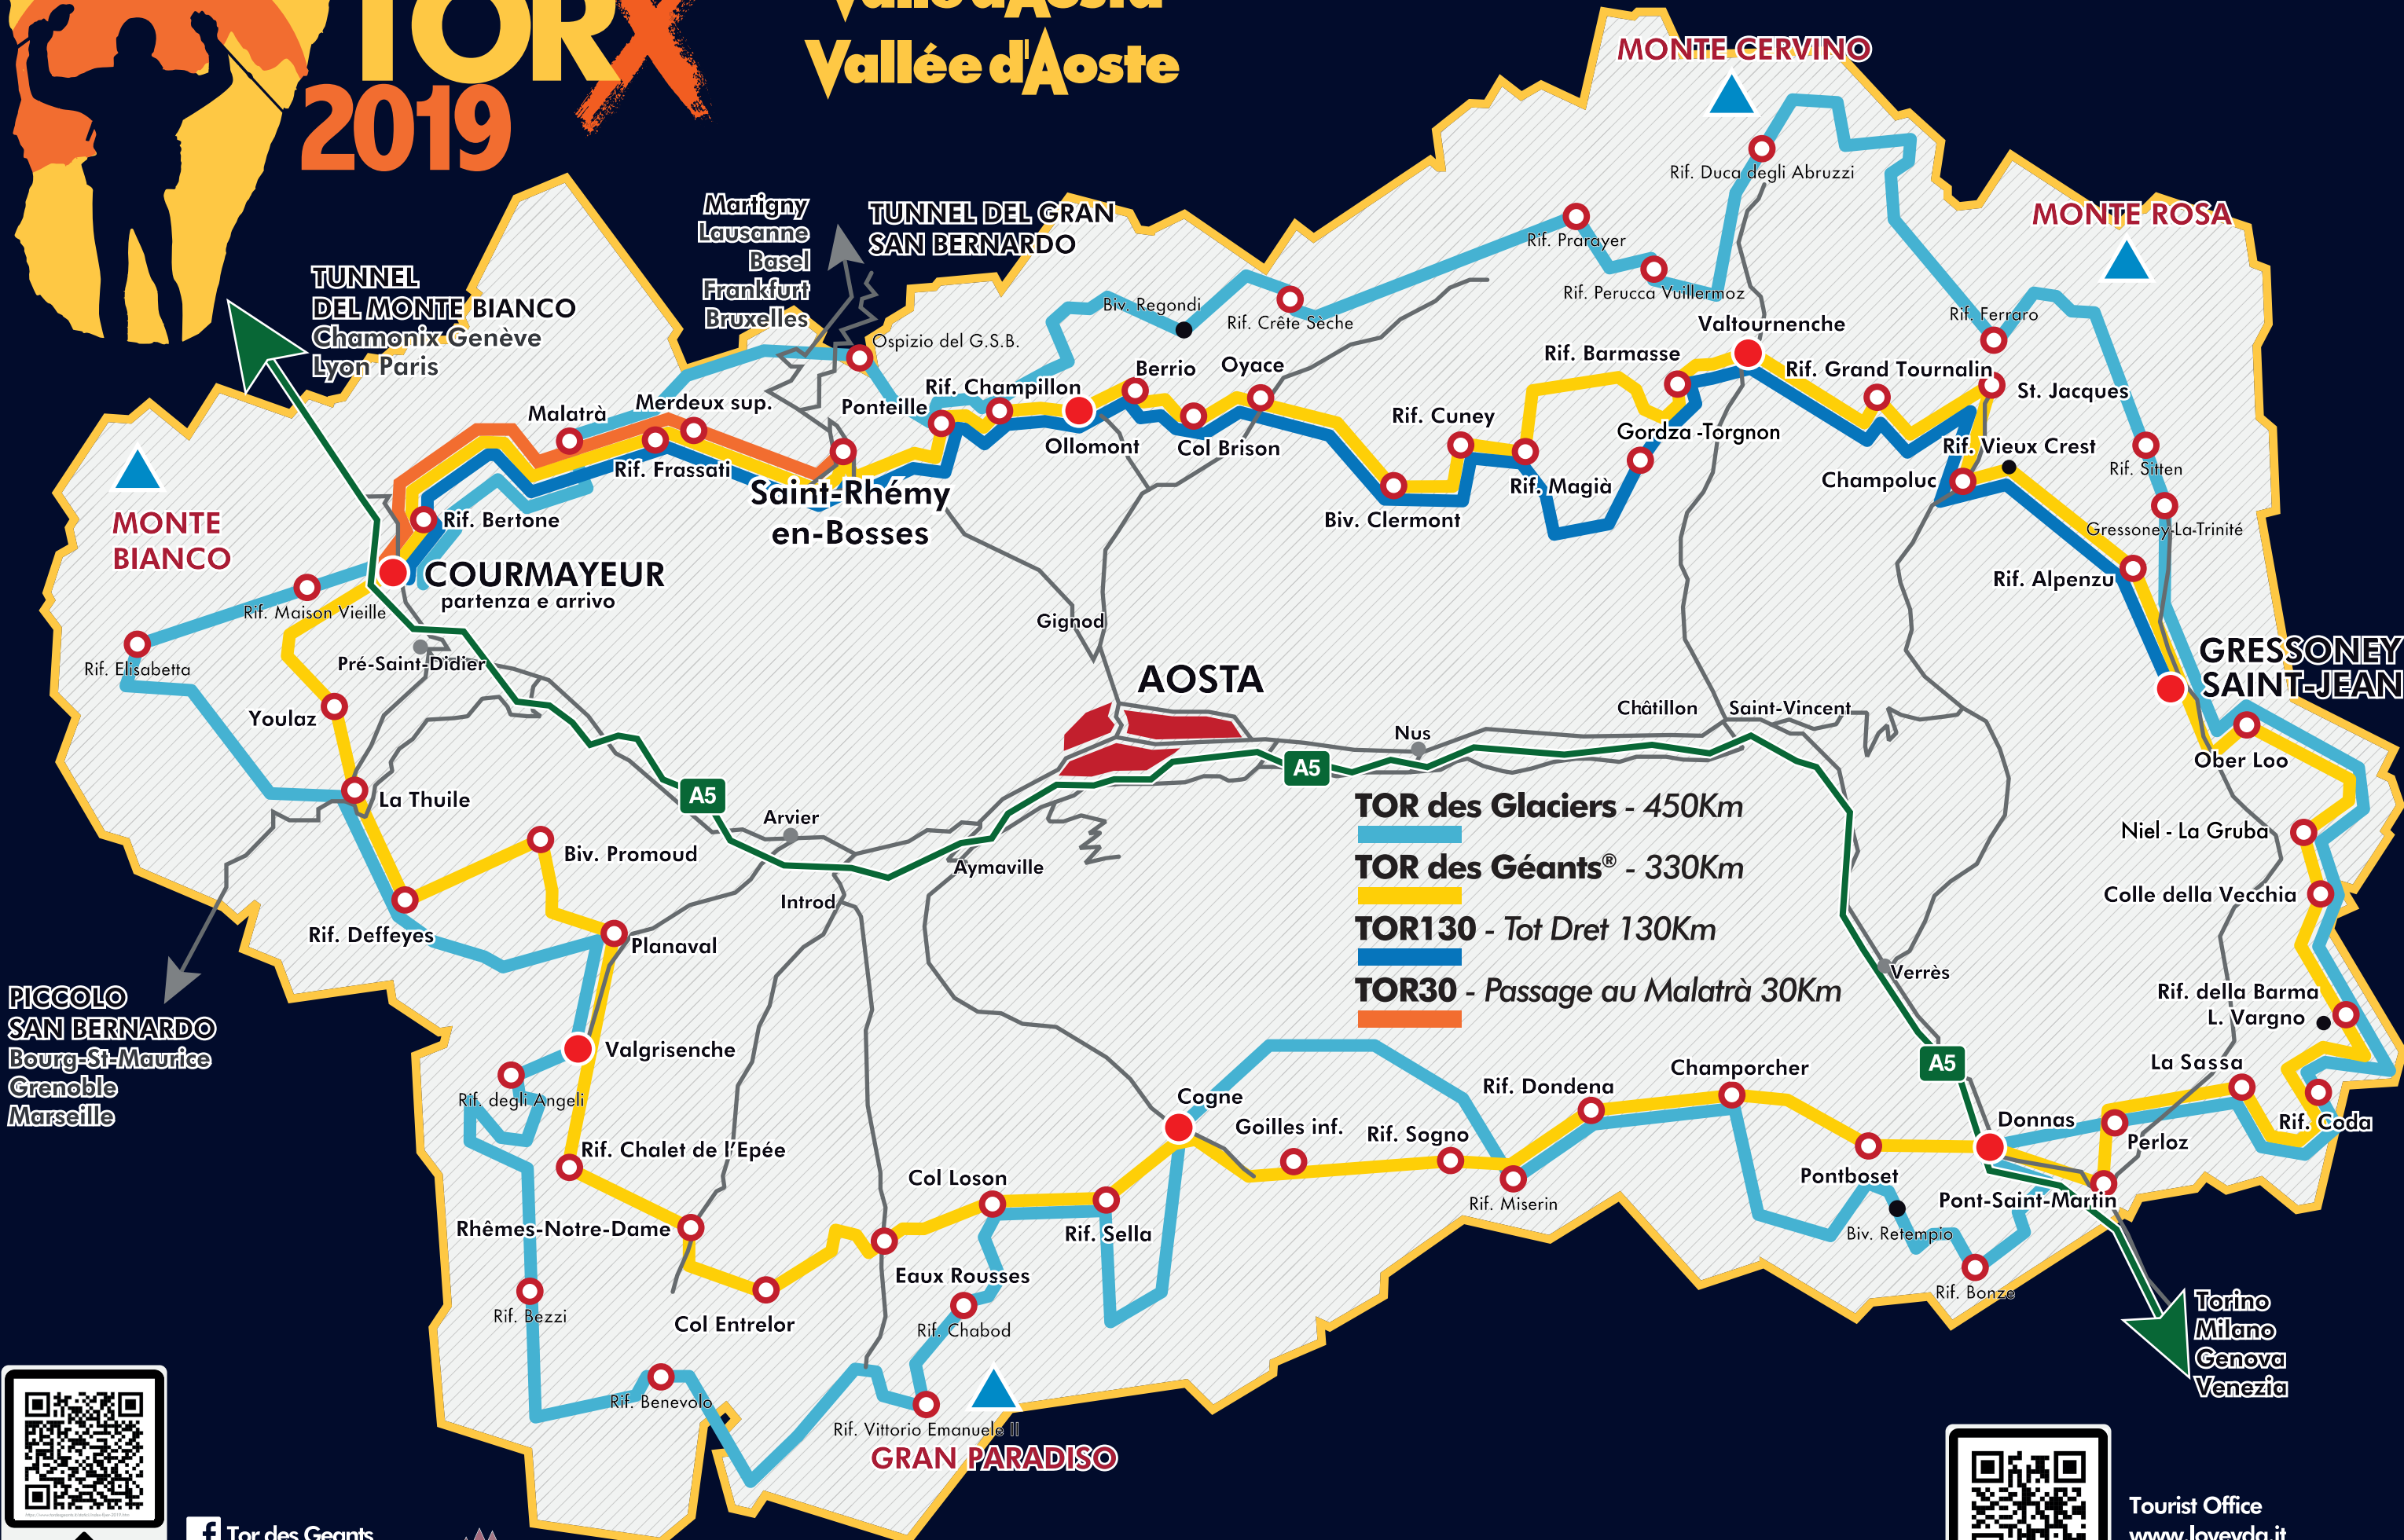 TORX
2019
Valle d'Aosta
Vallée d'Aoste
MONTE CERVINO
Rif. Duca degli Abruzzi
MONTE ROSA
Martigny
Lausanne
Basel
Frankfurt
Bruxelles
TUNNEL DEL GRAN
SAN BERNARDO
TUNNEL
DEL MONTE BIANCO
Chamonix Genève
Lyon Paris
Rif. Prarayer
Rif. Perucca Vuillermoz
Biv. Regondi
Rif. Crête Sèche
Ospizio del G.S.B.
Rif. Ferraro
Valtournenche
Rif. Barmasse
Rif. Grand Tournalin
St. Jacques
Berrio
Oyace
Rif. Champillon
Ponteille
Malatrà
Merdeux sup.
Rif. Cuney
Gordza -Torgnon
Rif. Vieux Crest
Ollomont
Col Brison
Rif. Frassati
Champoluc
Rif. Sitten
Rif. Magià
Saint-Rhémy
en-Bosses
Biv. Clermont
Rif. Bertone
MONTE
BIANCO
Gressoney-La-Trinité
COURMAYEUR
partenza e arrivo
Rif. Alpenzu
Rif. Maison Vieille
Gignod
Rif. Elisabetta
Pré-Saint-Didier
GRESSONEY
SAINT-JEAN
AOSTA
Youlaz
Châtillon
Saint-Vincent
Nus
Ober Loo
A5
A5
La Thuile
Arvier
TOR des Glaciers - 450Km
Niel - La Gruba
Biv. Promoud
Aymaville
TOR des Géants® - 330Km
Colle della Vecchia
Introd
Rif. Deffeyes
Planaval
TOR130 - Tot Dret 130Km
Verrès
TOR30 - Passage au Malatrà 30Km
Rif. della Barma
L. Vargno
PICCOLO
SAN BERNARDO
Bourg-St-Maurice
Grenoble
Marseille
Valgrisenche
A5
La Sassa
Rif. degli Angeli
Cogne
Rif. Dondena
Champorcher
Goilles inf.
Rif. Sogno
Donnas
Rif. Coda
Perloz
Rif. Chalet de l'Epée
Col Loson
Pontboset
Rif. Miserin
Pont-Saint-Martin
Rhêmes-Notre-Dame
Rif. Sella
Biv. Retempio
Eaux Rousses
Rif. Bonze
Rif. Bezzi
Col Entrelor
Rif. Chabod
Torino
Milano
Genova
Venezia
Rif. Benevolo
Rif. Vittorio Emanuele II
GRAN PARADISO
Tor des Geants
Tourist Office
www.lovevda.it